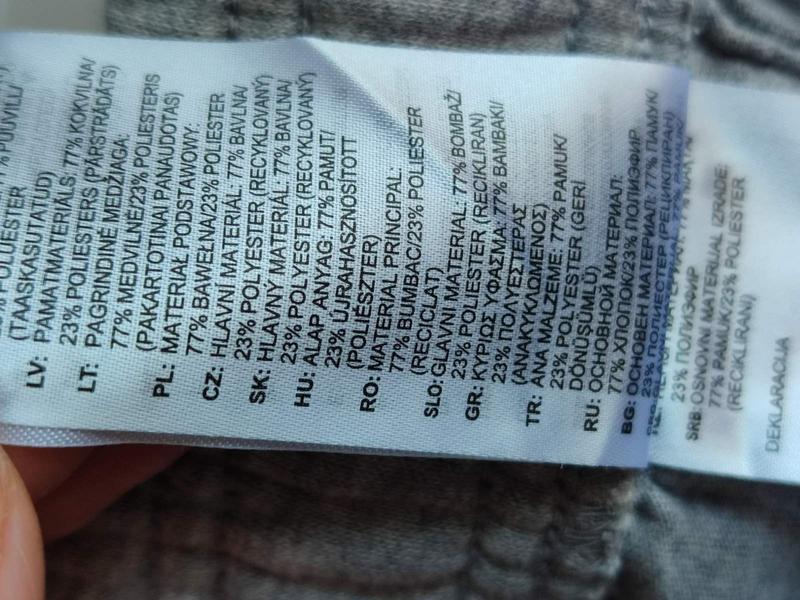 77% PUUVILL/
POLIESTER
(TAASKASUTATUD)
LV: PAMATMATERIĀLS: 77% KOKVILNA/
23% POLIESTERS (PĀRSTRĀDĀTS)
LT: PAGRINDINĖ MEDŽIAGA:
77% MEDVILNĖ/23% POLIESTERIS
(PAKARTOTINAI PANAUDOTAS)
PL: MATERIAŁ PODSTAWOWY:
77% BAWEŁNA/23% POLIESTER
CZ: HLAVNÍ MATERIÁL: 77% BAVLNA/
23% POLYESTER (RECYKLOVANÝ)
SK: HLAVNÝ MATERIÁL: 77% BAVLNA/
23% POLYESTER (RECYKLOVANÝ)
HU: ALAP ANYAG: 77% PAMUT/
23% ÚJRAHASZNOSÍTOTT
(POLIÉSZTER)
RO: MATERIAL PRINCIPAL:
77% BUMBAC/23% POLIESTER
(RECICLAT)
SLO: GLAVNI MATERIAL: 77% BOMBAŽ/
23% POLIESTER (RECIKLIRAN)
GR: ΚΥΡΙΩΣ ΥΦΑΣΜΑ: 77% ΒΑΜΒΑΚΙ/
23% ΠΟΛΥΕΣΤΕΡΑΣ
(ΑΝΑΚΥΚΛΩΜΕΝΟΣ)
TR: ANA MALZEME: 77% PAMUK/
23% POLYESTER (GERİ
DÖNÜŞÜMLÜ)
RU: ОСНОВНОЙ МАТЕРИАЛ:
77% ХЛОПОК/23% ПОЛИЭФИР
BG: ОСНОВЕН МАТЕРИАЛ: 77% ПАМУК/
23% ПОЛИЕСТЕР (РЕЦИКЛИРАН)
23% ПОЛИЭФИР
SRB: OSNOVNI MATERIJAL IZRADE:
77% PAMUK/23% POLIESTER
(RECIKLIRANI)
DEKLARACIJA